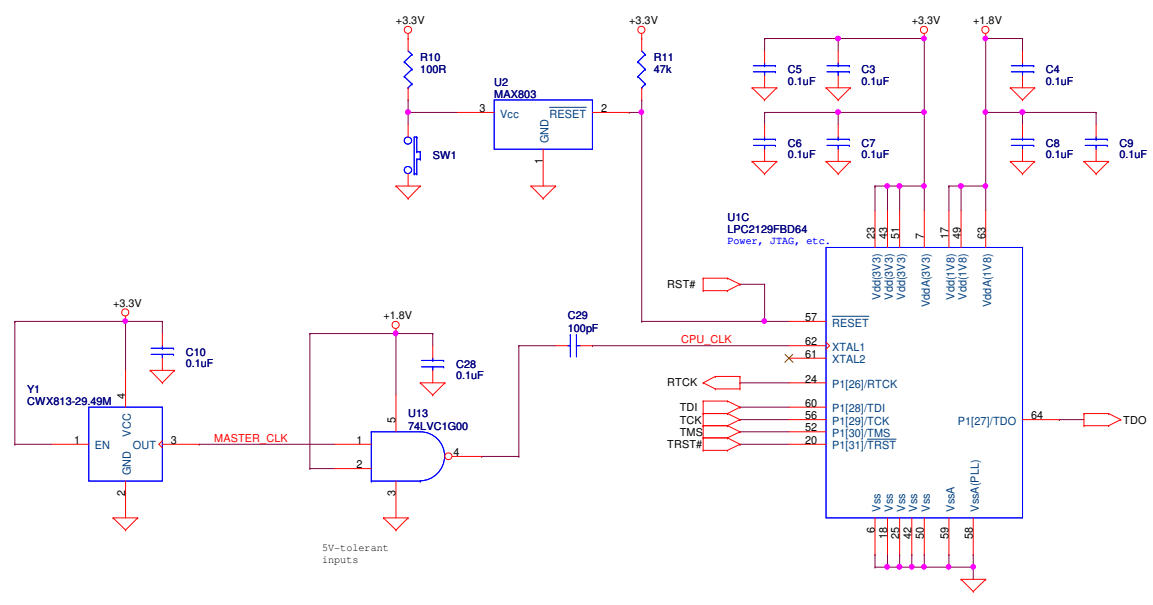 +3.3V
+3.3V
+3.3V
+1.8V
R10
100R
R11
47k
U2
MAX803
3
Vcc
RESET
2
GND
1
SW1
C5
0.1uF
C3
0.1uF
C4
0.1uF
C6
0.1uF
C7
0.1uF
C8
0.1uF
C9
0.1uF
U1C
LPC2129FBD64
Power, JTAG, etc.
23
43
51
7
17
49
63
Vdd(3V3)
Vdd(3V3)
Vdd(3V3)
VddA(3V3)
Vdd(1V8)
Vdd(1V8)
VddA(1V8)
RST#
57
RESET
CPU_CLK
62
XTAL1
61
XTAL2
RTCK
24
P1[26]/RTCK
TDI
60
P1[28]/TDI
TCK
56
P1[29]/TCK
TMS
52
P1[30]/TMS
TRST#
20
P1[31]/TRST
P1[27]/TDO
64
TDO
Vss
Vss
Vss
Vss
Vss
VssA
VssA(PLL)
6
18
25
42
50
59
58
+3.3V
C10
0.1uF
Y1
CWX813-29.49M
4
VCC
1
EN
OUT
3
GND
2
MASTER_CLK
+1.8V
C28
0.1uF
5
U13
74LVC1G00
1
2
4
3
C29
100pF
5V-tolerant
inputs